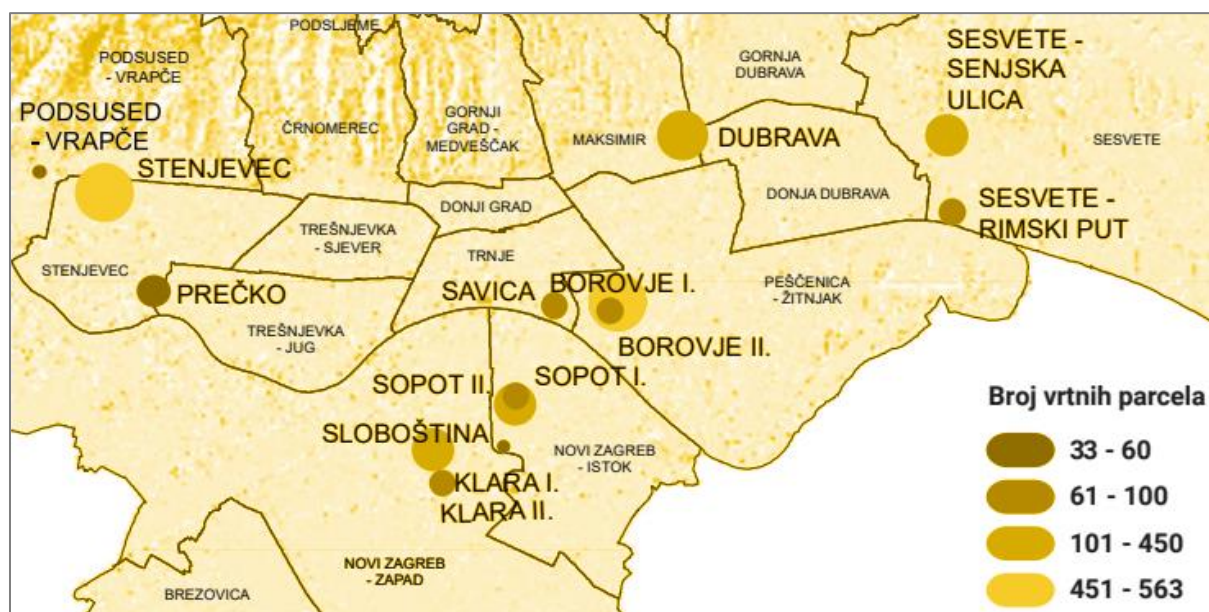 PODSLJEME
PODSUSED
- VRAPČE
PODSUSED
- VRAPČE
STENJEVEC
ČRNOMEREC
GORNJI
GRAD -
MEDVEŠČAK
MAKSIMIR
DUBRAVA
GORNJA
DUBRAVA
SESVETE -
SENJSKA
ULICA
SESVETE
DONJI GRAD
DONJA DUBRAVA
SESVETE -
RIMSKI PUT
TREŠNJEVKA
- SJEVER
TRNJE
STENJEVEC
PREČKO
SAVICA
BOROVJE I.
PEŠČENICA
- ŽITNJAK
TREŠNJEVKA
- JUG
BOROVJE II.
SOPOT II.
SOPOT I.
SLOBOŠTINA
NOVI ZAGREB
- ISTOK
KLARA I.
KLARA II.
NOVI ZAGREB
- ZAPAD
BREZOVICA
Broj vrtnih parcela
33 - 60
61 - 100
101 - 450
451 - 563